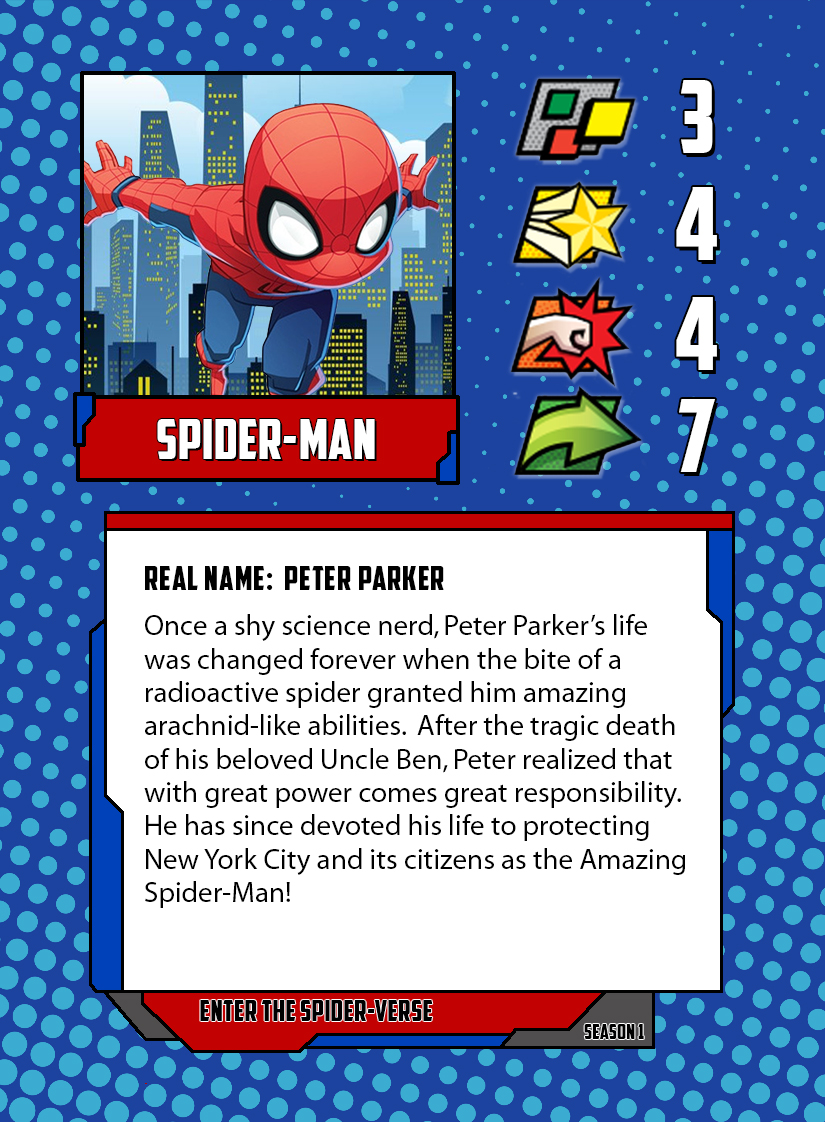 3
4
4
7
SPIDER-MAN
REAL NAME: PETER PARKER
Once a shy science nerd, Peter Parker’s life
was changed forever when the bite of a
radioactive spider granted him amazing
arachnid-like abilities. After the tragic death
of his beloved Uncle Ben, Peter realized that
with great power comes great responsibility.
He has since devoted his life to protecting
New York City and its citizens as the Amazing
Spider-Man!
ENTER THE SPIDER-VERSE
SEASON 1